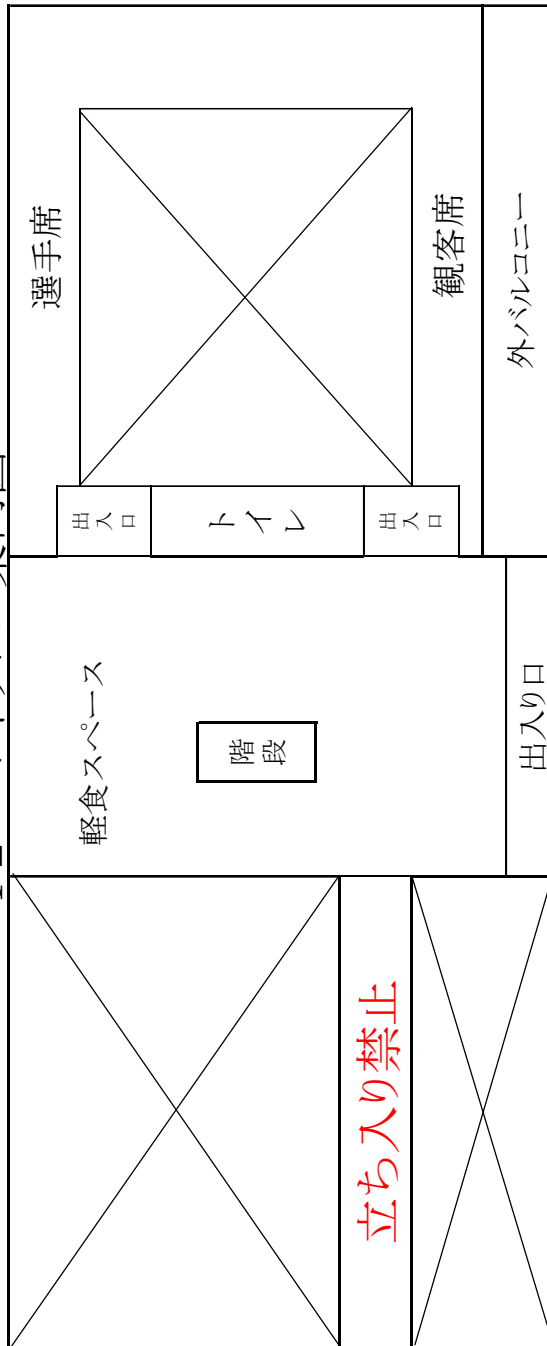 立ち入り禁止
軽食スペース
階
段
出入り口
出
入
口
トイレ
出
入
口
選手席
観客席
外バルコニー